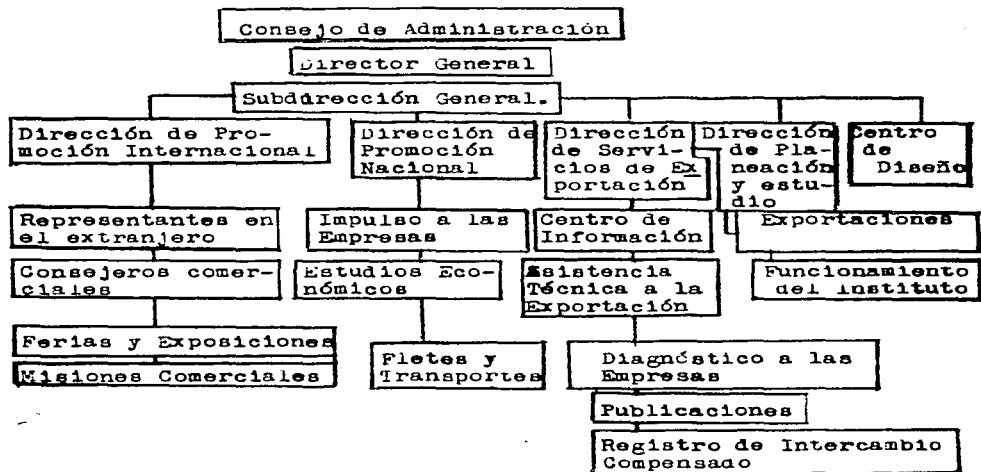 Consejo de Administración
Director General
Subdirección General.
Dirección de Pro-
moción Internacional
Representantes en
el extranjero
Consejeros comer-
ciales
Ferias y Exposiciones
Misiones Comerciales
Dirección de
Promoción
Nacional
Impulso a las
Empresas
Estudios Eco-
nómicos
Fletes y
Transportes
Dirección
de Servi-
cios de Ex
portación
Centro de
Información
Asistencia
Técnica a la
Exportación
Diagnóstico a las
Empresas
Publicaciones
Registro de Intercambio
Compensado
Dirección
de Pla-
neación
y estu-
dio
Exportaciones
Funcionamiento
del Instituto
Centro
de
Diseño